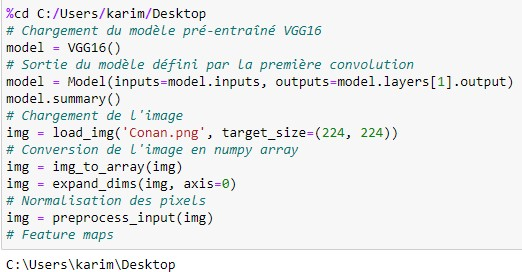 %cd C:/Users/karim/Desktop
# Chargement du modèle pré-entraîné VGG16
model = VGG16()
# Sortie du modèle défini par la première convolution
model = Model(inputs=model.inputs, outputs=model.layers[1].output)
model.summary()
# Chargement de l'image
img = load_img('Conan.png', target_size=(224, 224))
# Conversion de l'image en numpy array
img = img_to_array(img)
img = expand_dims(img, axis=0)
# Normalisation des pixels
img = preprocess_input(img)
# Feature maps
C:\Users\karim\Desktop